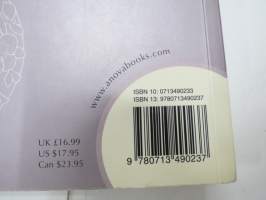 www.anovabooks.com
ISBN 10: 0713490233
ISBN 13: 9780713490237
UK £16.99
US $17.95
Can $23.95
9 780713 490237